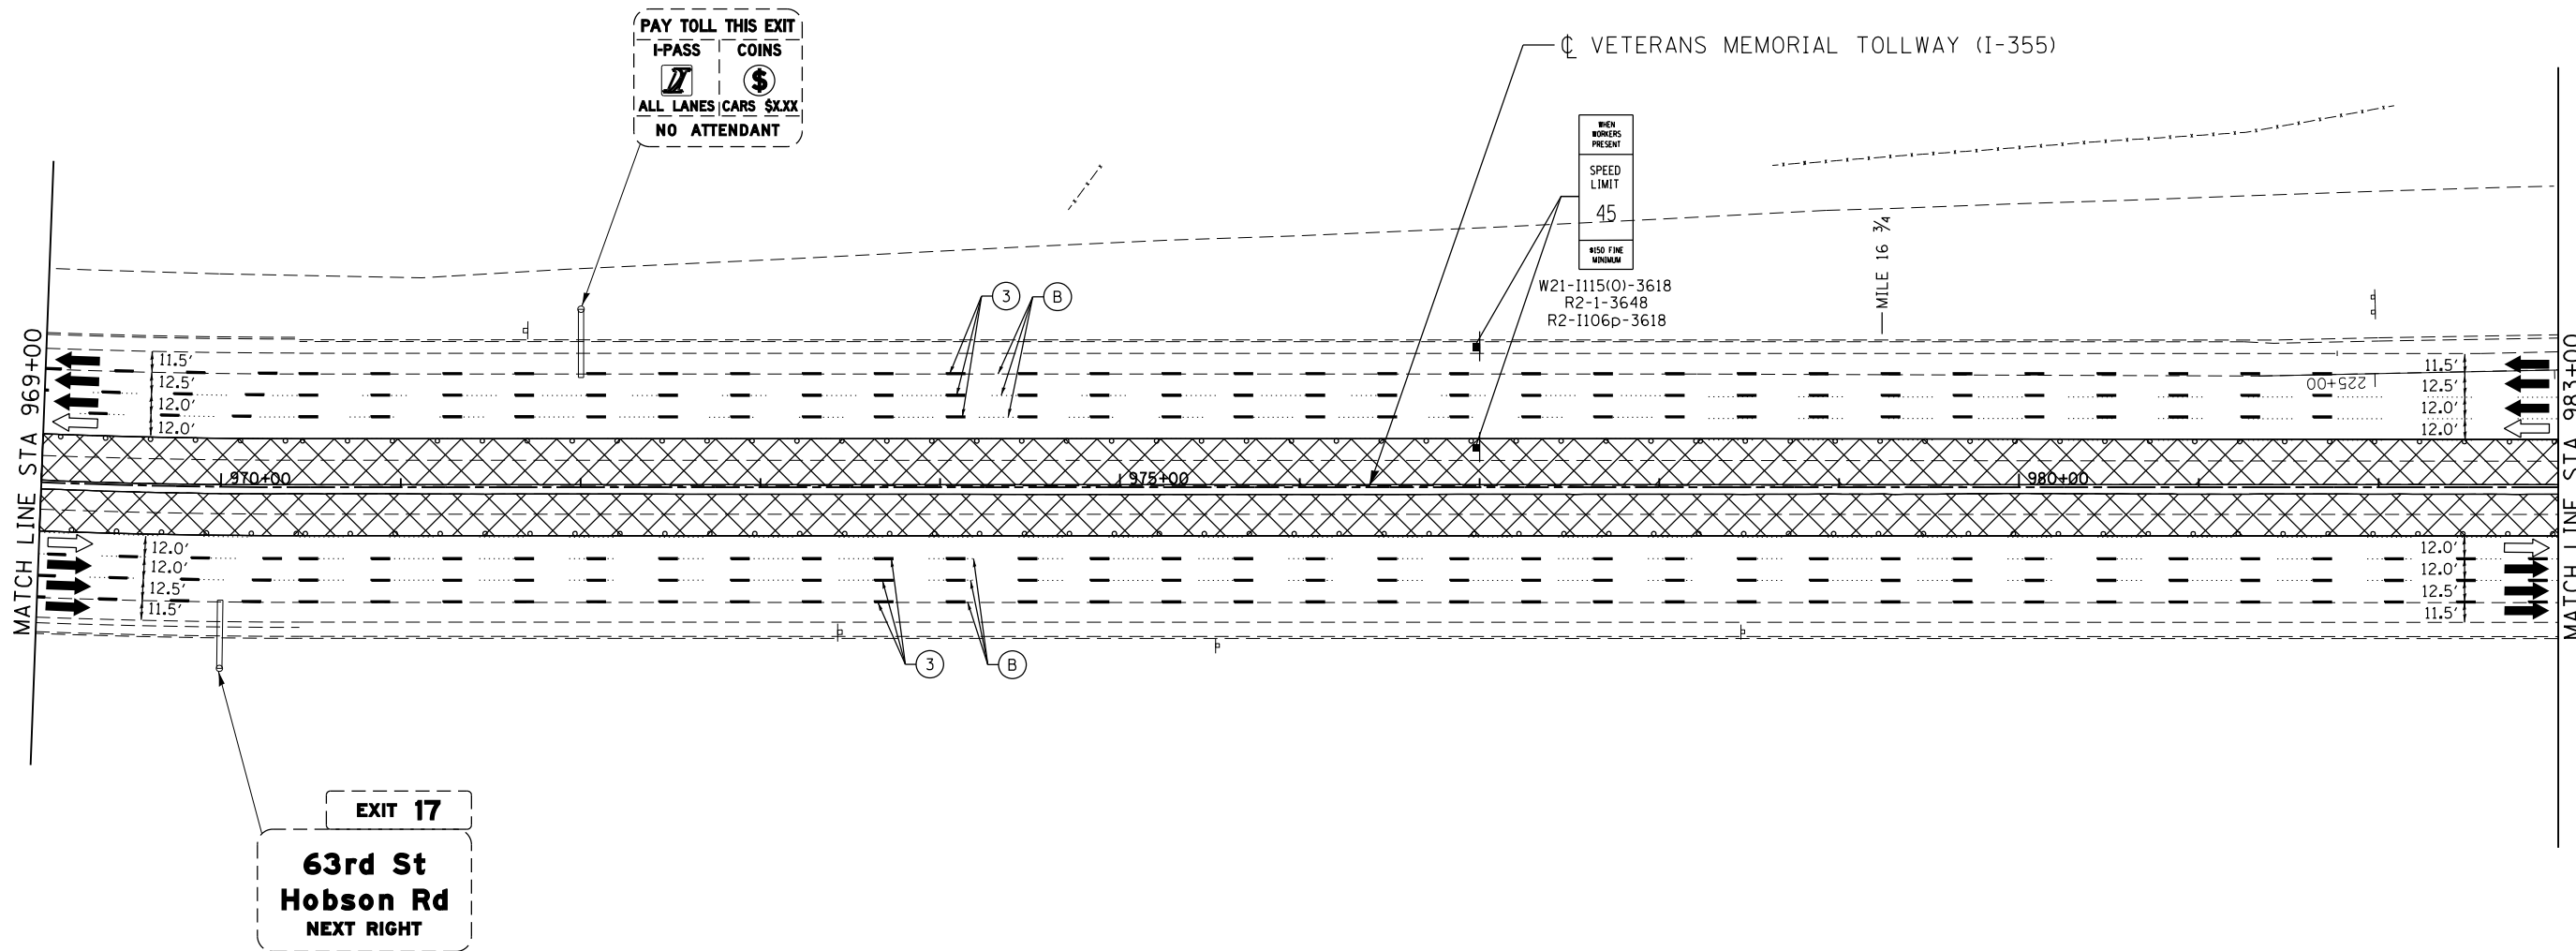 PAY TOLL THIS EXIT
I-PASS
COINS
$
ALL LANES
CARS $X.XX
NO ATTENDANT
℄ VETERANS MEMORIAL TOLLWAY (I-355)
WHEN
WORKERS
PRESENT
SPEED
LIMIT
45
$150 FINE
MINIMUM
W21-I115(O)-3618
R2-1-3648
R2-I106p-3618
MILE 16 ¾
3
B
MATCH LINE STA 969+00
11.5'
12.5'
12.0'
12.0'
225+00
11.5'
12.5'
12.0'
12.0'
MATCH LINE STA 983+00
970+00
975+00
980+00
12.0'
12.0'
12.5'
11.5'
12.0'
12.0'
12.5'
11.5'
3
B
EXIT 17
63rd St
Hobson Rd
NEXT RIGHT